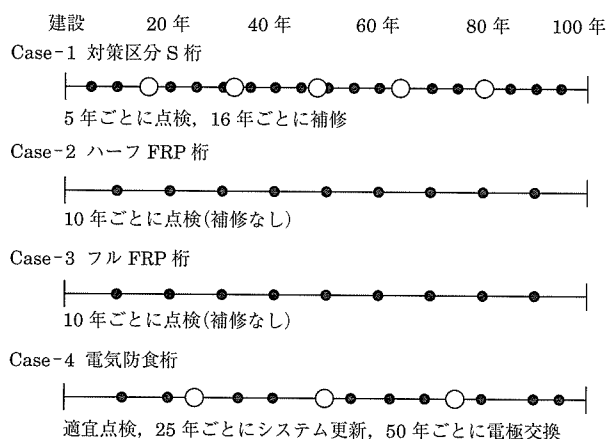 建設 20年 40年 60年 80年 100年
Case-1 対策区分S桁
5年ごとに点検，16年ごとに補修
Case-2 ハーフFRP桁
10年ごとに点検(補修なし)
Case-3 フルFRP桁
10年ごとに点検(補修なし)
Case-4 電気防食桁
適宜点検，25年ごとにシステム更新，50年ごとに電極交換